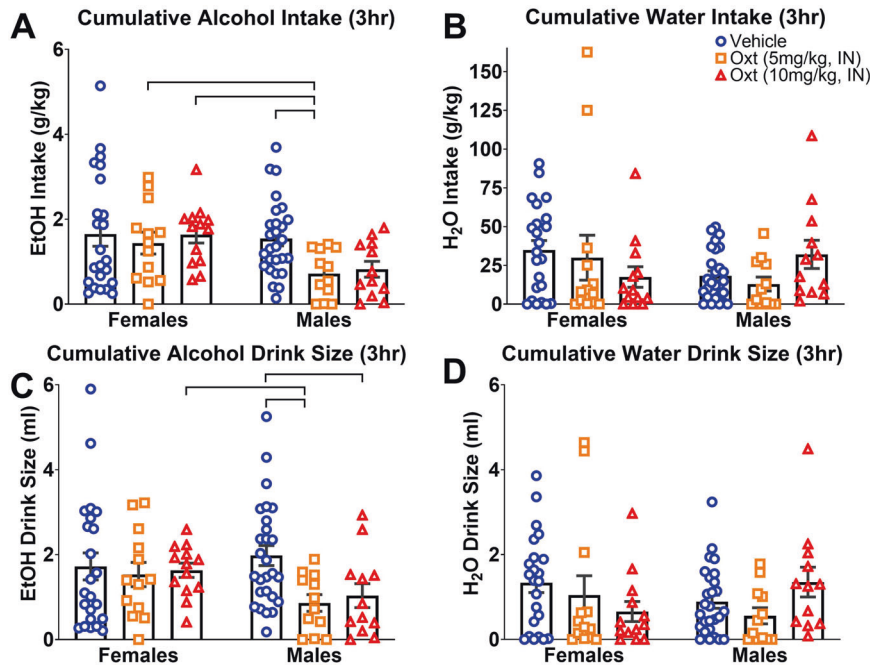 A
Cumulative Alcohol Intake (3hr)
EtOH Intake (g/kg)
6
4
2
0
Females
Males
B
Cumulative Water Intake (3hr)
Vehicle
Oxt (5mg/kg, IN)
Oxt (10mg/kg, IN)
H₂O Intake (g/kg)
150
125
100
75
50
25
0
Females
Males
C
Cumulative Alcohol Drink Size (3hr)
EtOH Drink Size (ml)
6
4
2
0
Females
Males
D
Cumulative Water Drink Size (3hr)
H₂O Drink Size (ml)
6
4
2
0
Females
Males